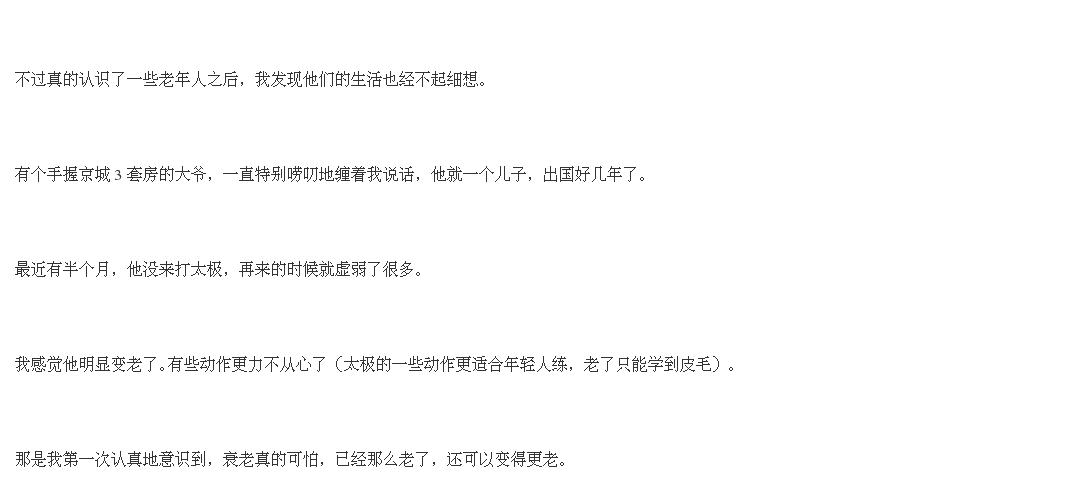 不过真的认识了一些老年人之后，我发现他们的生活也经不起细想。
有个手握京城 3 套房的大爷，一直特别唠叨地缠着我说话，他就一个儿子，出国好几年了。
最近有半个月，他没来打太极，再来的时候就虚弱了很多。
我感觉他明显变老了。有些动作更力不从心了（太极的一些动作更适合年轻人练，老了只能学到皮毛）。
那是我第一次认真地意识到，衰老真的可怕，已经那么老了，还可以变得更老。